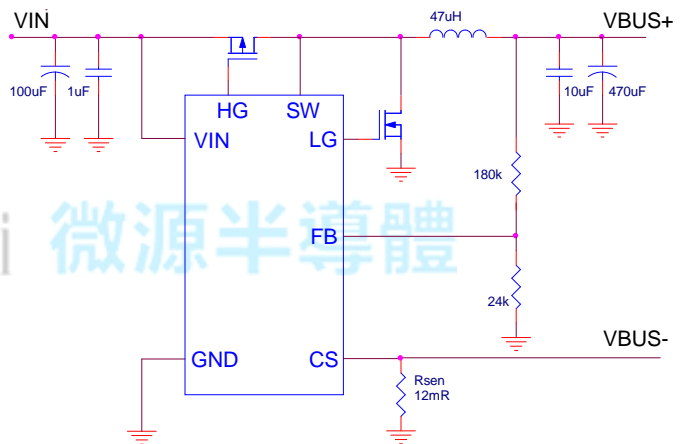 VIN
47uH
VBUS+
100uF
1uF
10uF
470uF
HG
SW
VIN
LG
180k
i 微源半導體
FB
24k
VBUS-
GND
CS
Rsen
12mR